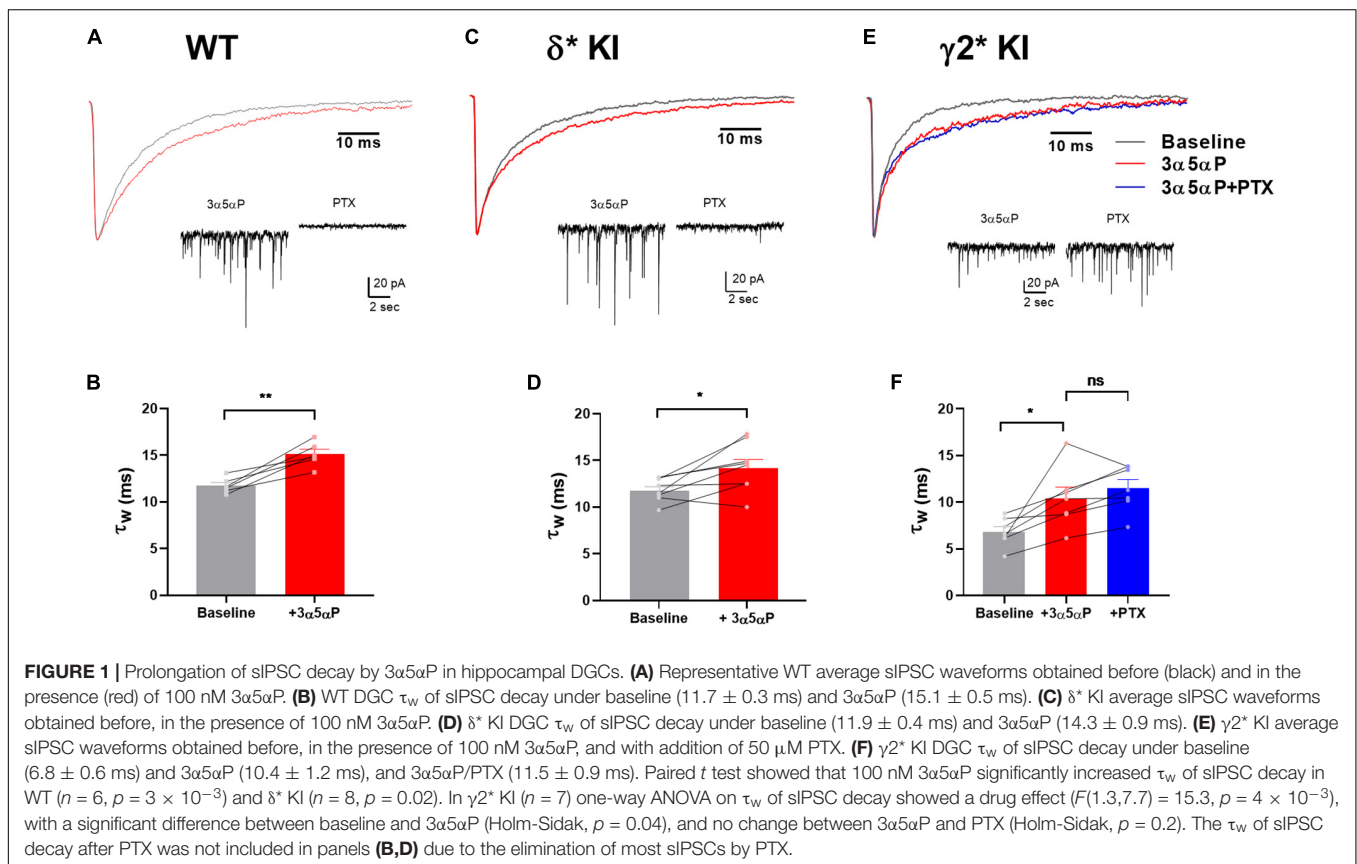 A
WT
10 ms
3α5αP
PTX
20 pA
2 sec
C
δ* KI
10 ms
3α5αP
PTX
20 pA
2 sec
E
γ2* KI
10 ms
Baseline
3α5αP
3α5αP+PTX
3α5αP
PTX
20 pA
2 sec
B
**
τw (ms)
20
15
10
5
0
Baseline
+3α5αP
D
*
τw (ms)
20
15
10
5
0
Baseline
+ 3α5αP
F
*
ns
τw (ms)
20
15
10
5
0
Baseline
+3α5αP
+PTX
FIGURE 1 | Prolongation of sIPSC decay by 3α5αP in hippocampal DGCs. (A) Representative WT average sIPSC waveforms obtained before (black) and in the
presence (red) of 100 nM 3α5αP. (B) WT DGC τw of sIPSC decay under baseline (11.7 ± 0.3 ms) and 3α5αP (15.1 ± 0.5 ms). (C) δ* KI average sIPSC waveforms
obtained before, in the presence of 100 nM 3α5αP. (D) δ* KI DGC τw of sIPSC decay under baseline (11.9 ± 0.4 ms) and 3α5αP (14.3 ± 0.9 ms). (E) γ2* KI average
sIPSC waveforms obtained before, in the presence of 100 nM 3α5αP, and with addition of 50 μM PTX. (F) γ2* KI DGC τw of sIPSC decay under baseline
(6.8 ± 0.6 ms) and 3α5αP (10.4 ± 1.2 ms), and 3α5αP/PTX (11.5 ± 0.9 ms). Paired t test showed that 100 nM 3α5αP significantly increased τw of sIPSC decay in
WT (n = 6, p = 3 × 10⁻³) and δ* KI (n = 8, p = 0.02). In γ2* KI (n = 7) one-way ANOVA on τw of sIPSC decay showed a drug effect (F(1.3,7.7) = 15.3, p = 4 × 10⁻³),
with a significant difference between baseline and 3α5αP (Holm-Sidak, p = 0.04), and no change between 3α5αP and PTX (Holm-Sidak, p = 0.2). The τw of sIPSC
decay after PTX was not included in panels (B,D) due to the elimination of most sIPSCs by PTX.